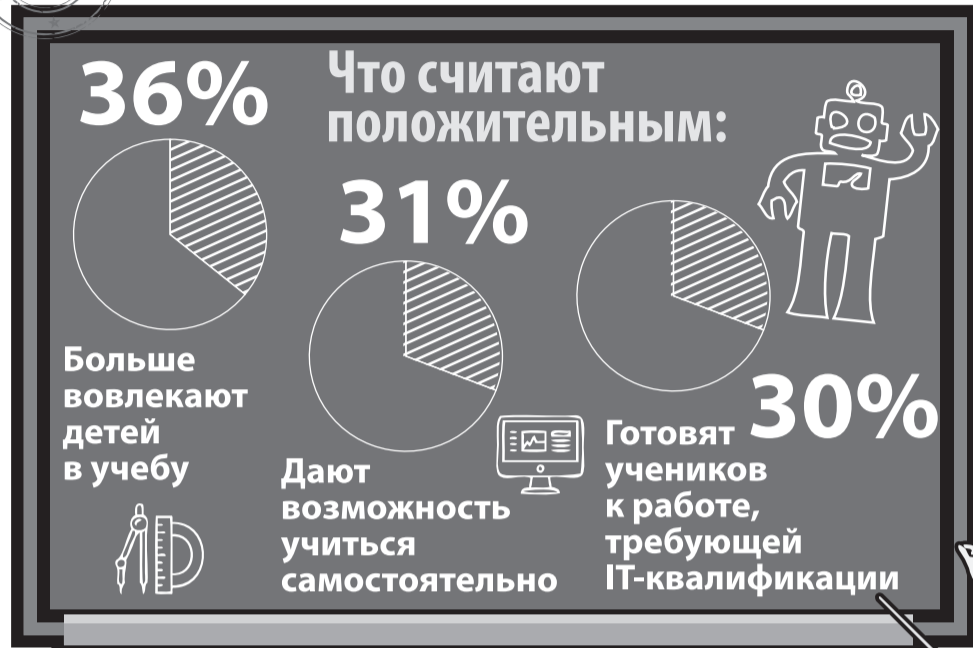 Что считают
положительным:
36%
Больше
вовлекают
детей
в учебу
31%
Дают
возможность
учиться
самостоятельно
30%
Готовят
учеников
к работе,
требующей
IT-квалификации